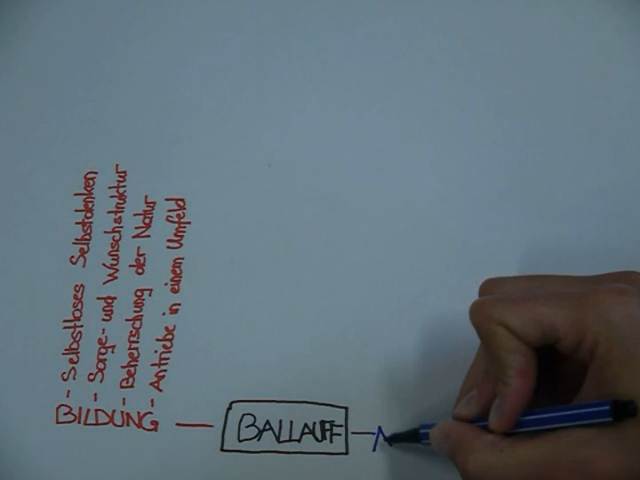 - Selbstloses Selbstdenken
- Sorge- und Wunschstruktur
- Beherrschung der Natur
- Antriebe in einem Umfeld
BILDUNG — BALLAUFF —